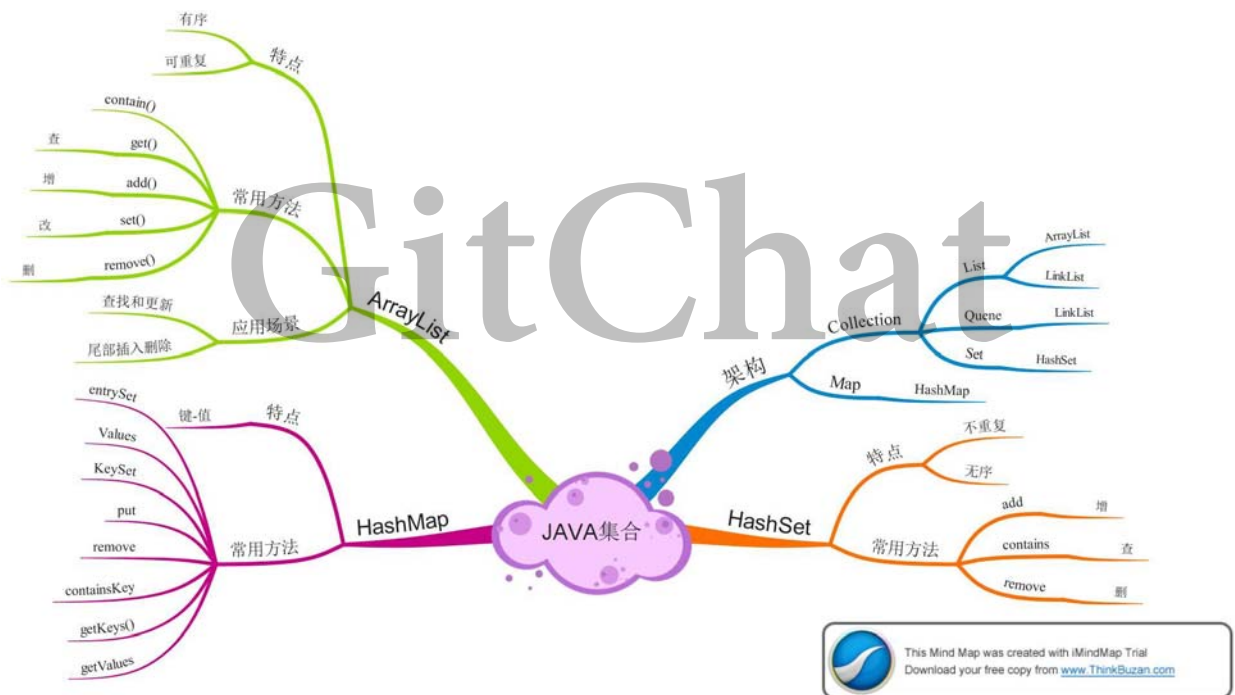 JAVA集合
架构
Collection
List
ArrayList
LinkList
Quene
LinkList
Set
HashSet
Map
HashMap
HashSet
特点
不重复
无序
常用方法
add
增
contains
查
remove
删
HashMap
特点
键-值
常用方法
entrySet
Values
KeySet
put
remove
containsKey
getKeys()
getValues
ArrayList
特点
有序
可重复
常用方法
contain()
get()
查
add()
增
set()
改
remove()
删
应用场景
查找和更新
尾部插入删除
GitChat
This Mind Map was created with iMindMap Trial
Download your free copy from www.ThinkBuzan.com